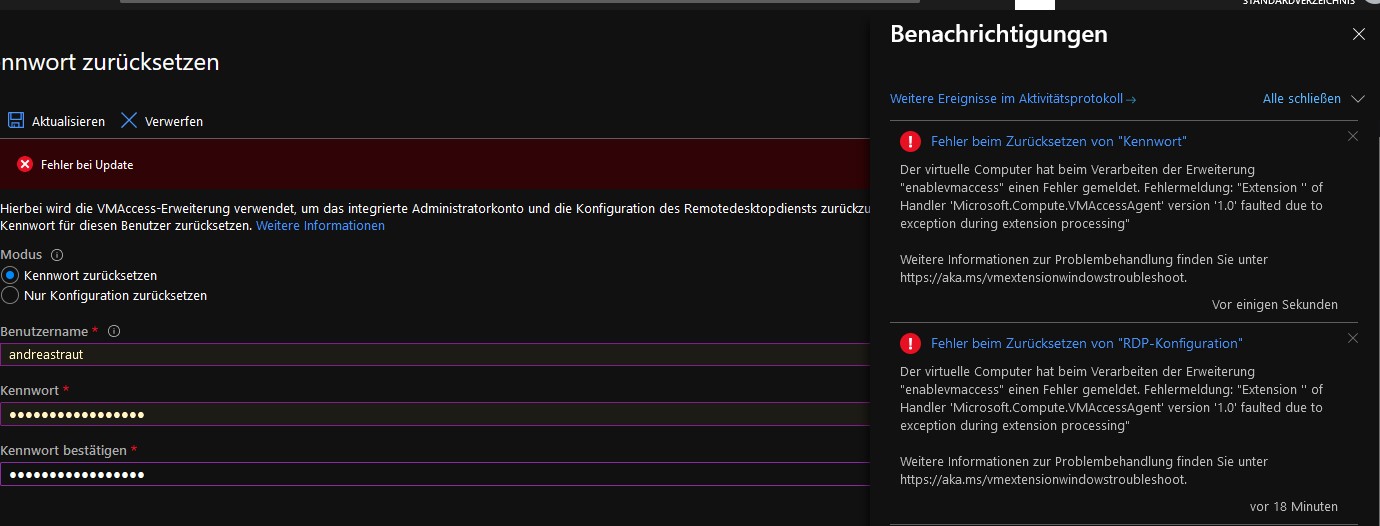 STANDARDVERZEICHNIS
nnwort zurücksetzen
Aktualisieren
Verwerfen
Fehler bei Update
Hierbei wird die VMAccess-Erweiterung verwendet, um das integrierte Administratorkonto und die Konfiguration des Remotedesktopdiensts zurückzu
Kennwort für diesen Benutzer zurücksetzen. Weitere Informationen
Modus
Kennwort zurücksetzen
Nur Konfiguration zurücksetzen
Benutzername *
andreastraut
Kennwort *
•••••••••••••••••
Kennwort bestätigen *
•••••••••••••••••
Benachrichtigungen
Weitere Ereignisse im Aktivitätsprotokoll →
Alle schließen
Fehler beim Zurücksetzen von "Kennwort"
Der virtuelle Computer hat beim Verarbeiten der Erweiterung
"enablevmaccess" einen Fehler gemeldet. Fehlermeldung: "Extension '' of
Handler 'Microsoft.Compute.VMAccessAgent' version '1.0' faulted due to
exception during extension processing"
Weitere Informationen zur Problembehandlung finden Sie unter
https://aka.ms/vmextensionwindowstroubleshoot.
Vor einigen Sekunden
Fehler beim Zurücksetzen von "RDP-Konfiguration"
Der virtuelle Computer hat beim Verarbeiten der Erweiterung
"enablevmaccess" einen Fehler gemeldet. Fehlermeldung: "Extension '' of
Handler 'Microsoft.Compute.VMAccessAgent' version '1.0' faulted due to
exception during extension processing"
Weitere Informationen zur Problembehandlung finden Sie unter
https://aka.ms/vmextensionwindowstroubleshoot.
vor 18 Minuten